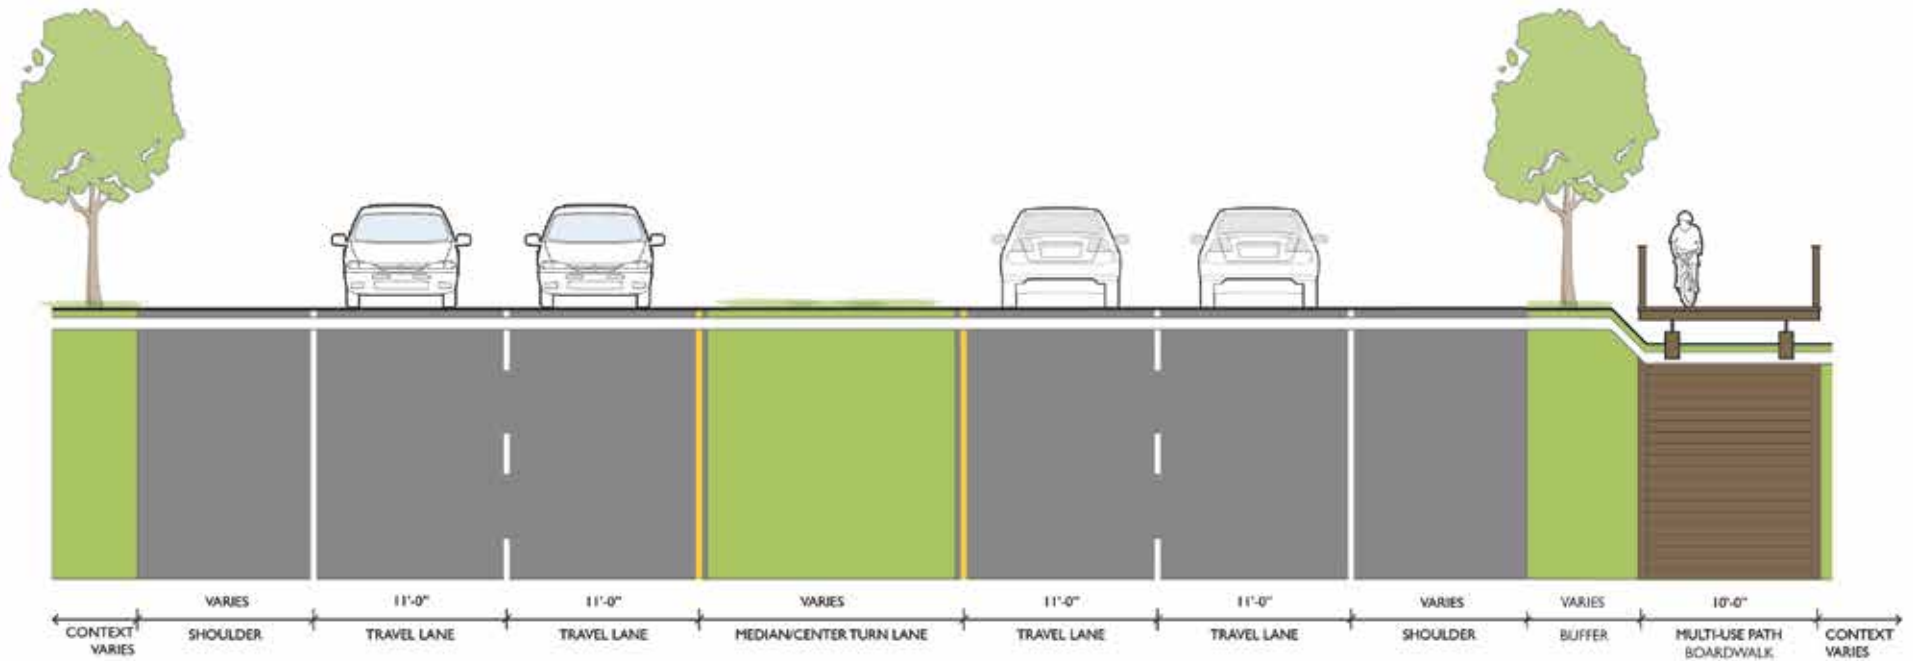 VARIES 11'-0" 11'-0" VARIES 11'-0" 11'-0" VARIES VARIES 10'-0"
CONTEXT SHOULDER TRAVEL LANE TRAVEL LANE MEDIAN/CENTER TURN LANE TRAVEL LANE TRAVEL LANE SHOULDER BUFFER MULTI-USE PATH CONTEXT
VARIES BOARDWALK VARIES